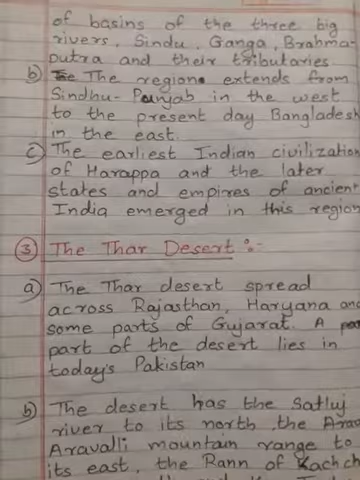 of basins of the three big
rivers, Sindu, Ganga, Brahma-
putra and their tributaries.
b) The region extends from
Sindhu-Punjab in the west
to the present day Bangladesh
in the east.
c) The earliest Indian civilization
of Harappa and the later
states and empires of ancient
India emerged in this region
3) The Thar Desert :-
a) The Thar desert spread
across Rajasthan, Haryana and
some parts of Gujarat. A
part of the desert lies in
today's Pakistan
b) The desert has the Satluj
river to its north, the
Aravalli mountain range to
its east, the Rann of Kachch